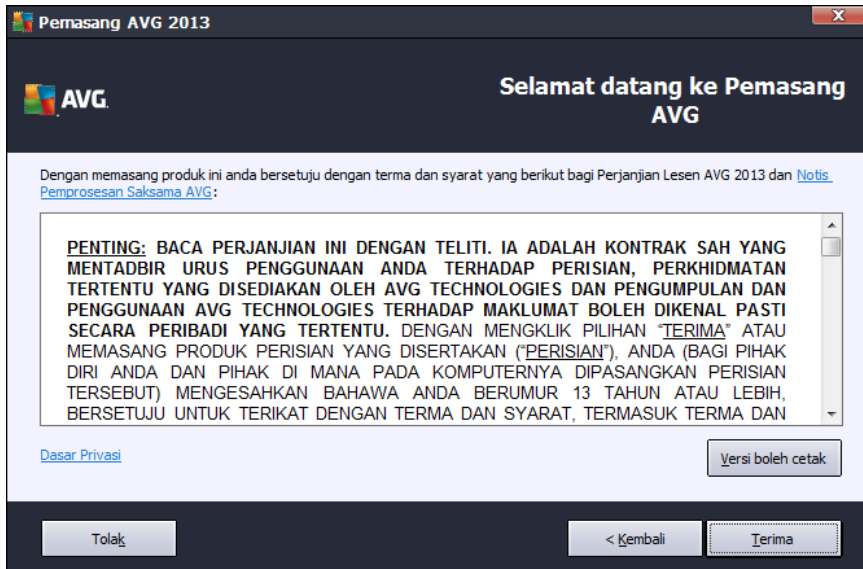 Pemasang AVG 2013
AVG.
Selamat datang ke Pemasang
AVG
Dengan memasang produk ini anda bersetuju dengan terma dan syarat yang berikut bagi Perjanjian Lesen AVG 2013 dan Notis
Pemprosesan Saksama AVG:
PENTING: BACA PERJANJIAN INI DENGAN TELITI. IA ADALAH KONTRAK SAH YANG
MENTADBIR URUS PENGGUNAAN ANDA TERHADAP PERISIAN, PERKHIDMATAN
TERTENTU YANG DISEDIAKAN OLEH AVG TECHNOLOGIES DAN PENGUMPULAN DAN
PENGGUNAAN AVG TECHNOLOGIES TERHADAP MAKLUMAT BOLEH DIKENAL PASTI
SECARA PERIBADI YANG TERTENTU. DENGAN MENGKLIK PILIHAN “TERIMA” ATAU
MEMASANG PRODUK PERISIAN YANG DISERTAKAN (“PERISIAN”), ANDA (BAGI PIHAK
DIRI ANDA DAN PIHAK DI MANA PADA KOMPUTERNYA DIPASANGKAN PERISIAN
TERSEBUT) MENGESAHKAN BAHAWA ANDA BERUMUR 13 TAHUN ATAU LEBIH,
BERSETUJU UNTUK TERIKAT DENGAN TERMA DAN SYARAT, TERMASUK TERMA DAN
Dasar Privasi
Versi boleh cetak
Tolak
< Kembali
Terima